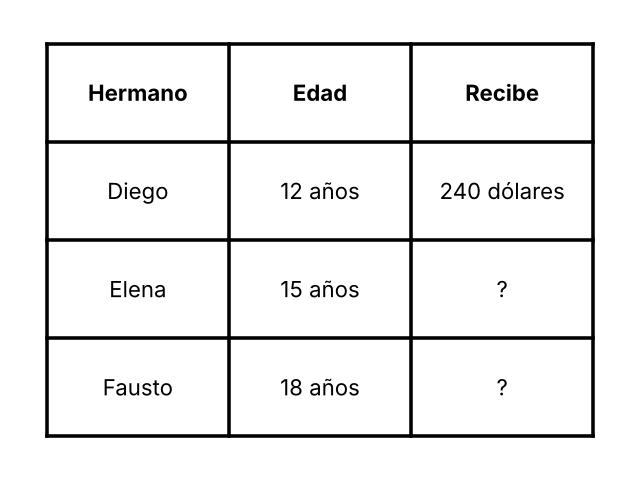 Hermano Edad Recibe
Diego 12 años 240 dólares
Elena 15 años ?
Fausto 18 años ?